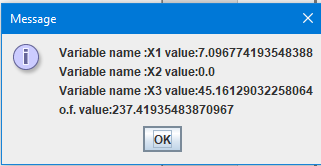 Message
Variable name :X1 value:7.096774193548388
Variable name :X2 value:0.0
Variable name :X3 value:45.16129032258064
o.f. value:237.41935483870967
OK